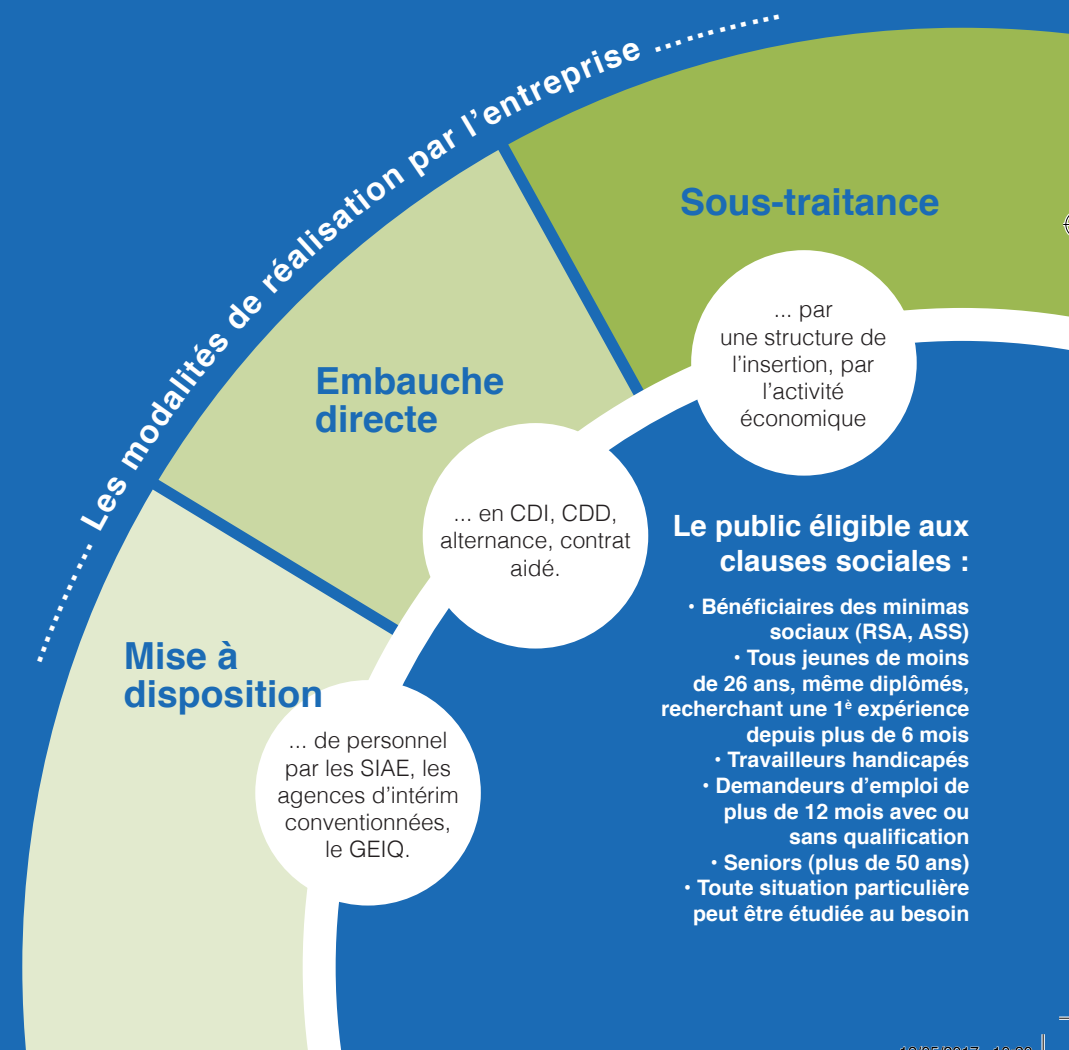 Les modalités de réalisation par l'entreprise
Sous-traitance
... par
une structure de
l'insertion, par
l'activité
économique
Embauche
directe
... en CDI, CDD,
alternance, contrat
aidé.
Mise à
disposition
... de personnel
par les SIAE, les
agences d'intérim
conventionnées,
le GEIQ.
Le public éligible aux
clauses sociales :
• Bénéficiaires des minimas
sociaux (RSA, ASS)
• Tous jeunes de moins
de 26 ans, même diplômés,
recherchant une 1è expérience
depuis plus de 6 mois
• Travailleurs handicapés
• Demandeurs d'emploi de
plus de 12 mois avec ou
sans qualification
• Seniors (plus de 50 ans)
• Toute situation particulière
peut être étudiée au besoin